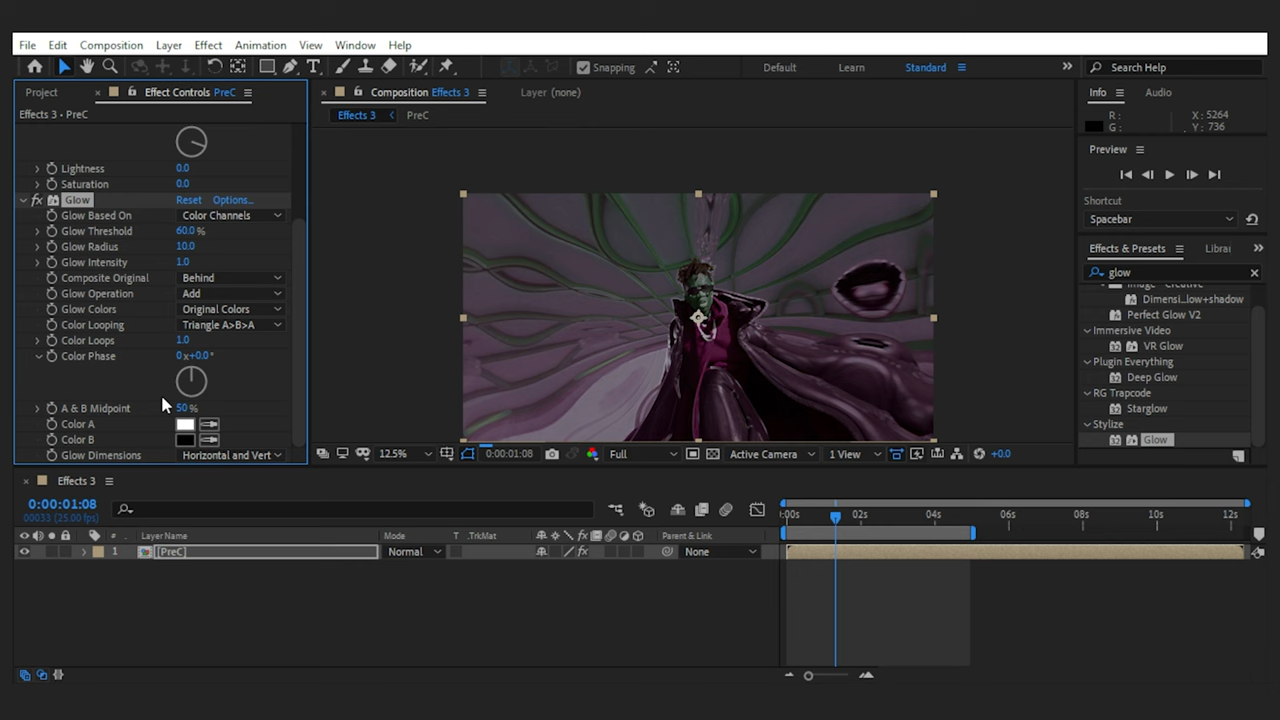 File Edit Composition Layer Effect Animation View Window Help
Snapping Default Learn Standard Search Help
Project Effect Controls PreC Composition Effects 3 Layer (none) Info Audio
Effects 3 • PreC Effects 3 PreC R: X: 5264
G: Y: 736
Preview
Lightness 0.0
Saturation 0.0
Shortcut
Glow Reset Options...
Glow Based On Color Channels Spacebar
Glow Threshold 60.0 %
Glow Radius 10.0 Effects & Presets Librai
Glow Intensity 1.0
glow
Composite Original Behind
Glow Operation Add
Dimensi...low+shadow
Glow Colors Original Colors Perfect Glow V2
Color Looping Triangle A>B>A Immersive Video
Color Loops 1.0 VR Glow
Color Phase 0 x+0.0 °
Plugin Everything
Deep Glow
RG Trapcode
A & B Midpoint 50 % Starglow
Color A Stylize
Color B Glow
Glow Dimensions Horizontal and Vert 12.5% 0:00:01:08 Full Active Camera 1 View +0.0
Effects 3
0:00:01:08
00033 (25.00 fps)
:00s 02s 04s 06s 08s 10s 12s
# Layer Name Mode T .TrkMat Parent & Link
1 [PreC] Normal None